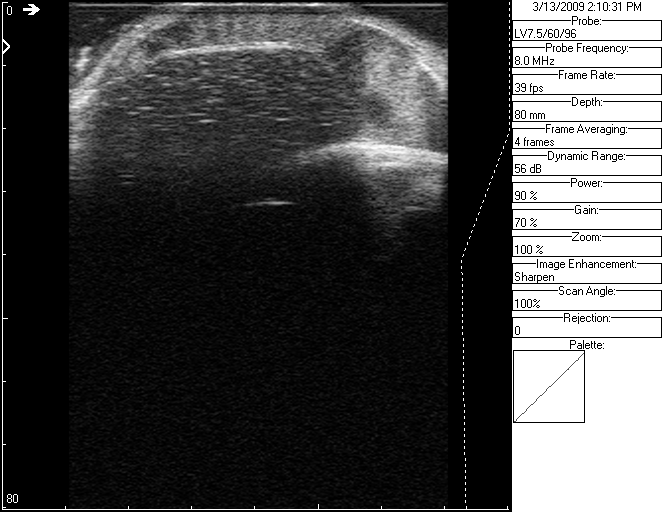 0
80
3/13/2009 2:10:31 PM
Probe:
LV7.5/60/96
Probe Frequency:
8.0 MHz
Frame Rate:
39 fps
Depth:
80 mm
Frame Averaging:
4 frames
Dynamic Range:
56 dB
Power:
90 %
Gain:
70 %
Zoom:
100 %
Image Enhancement:
Sharpen
Scan Angle:
100%
Rejection:
0
Palette: